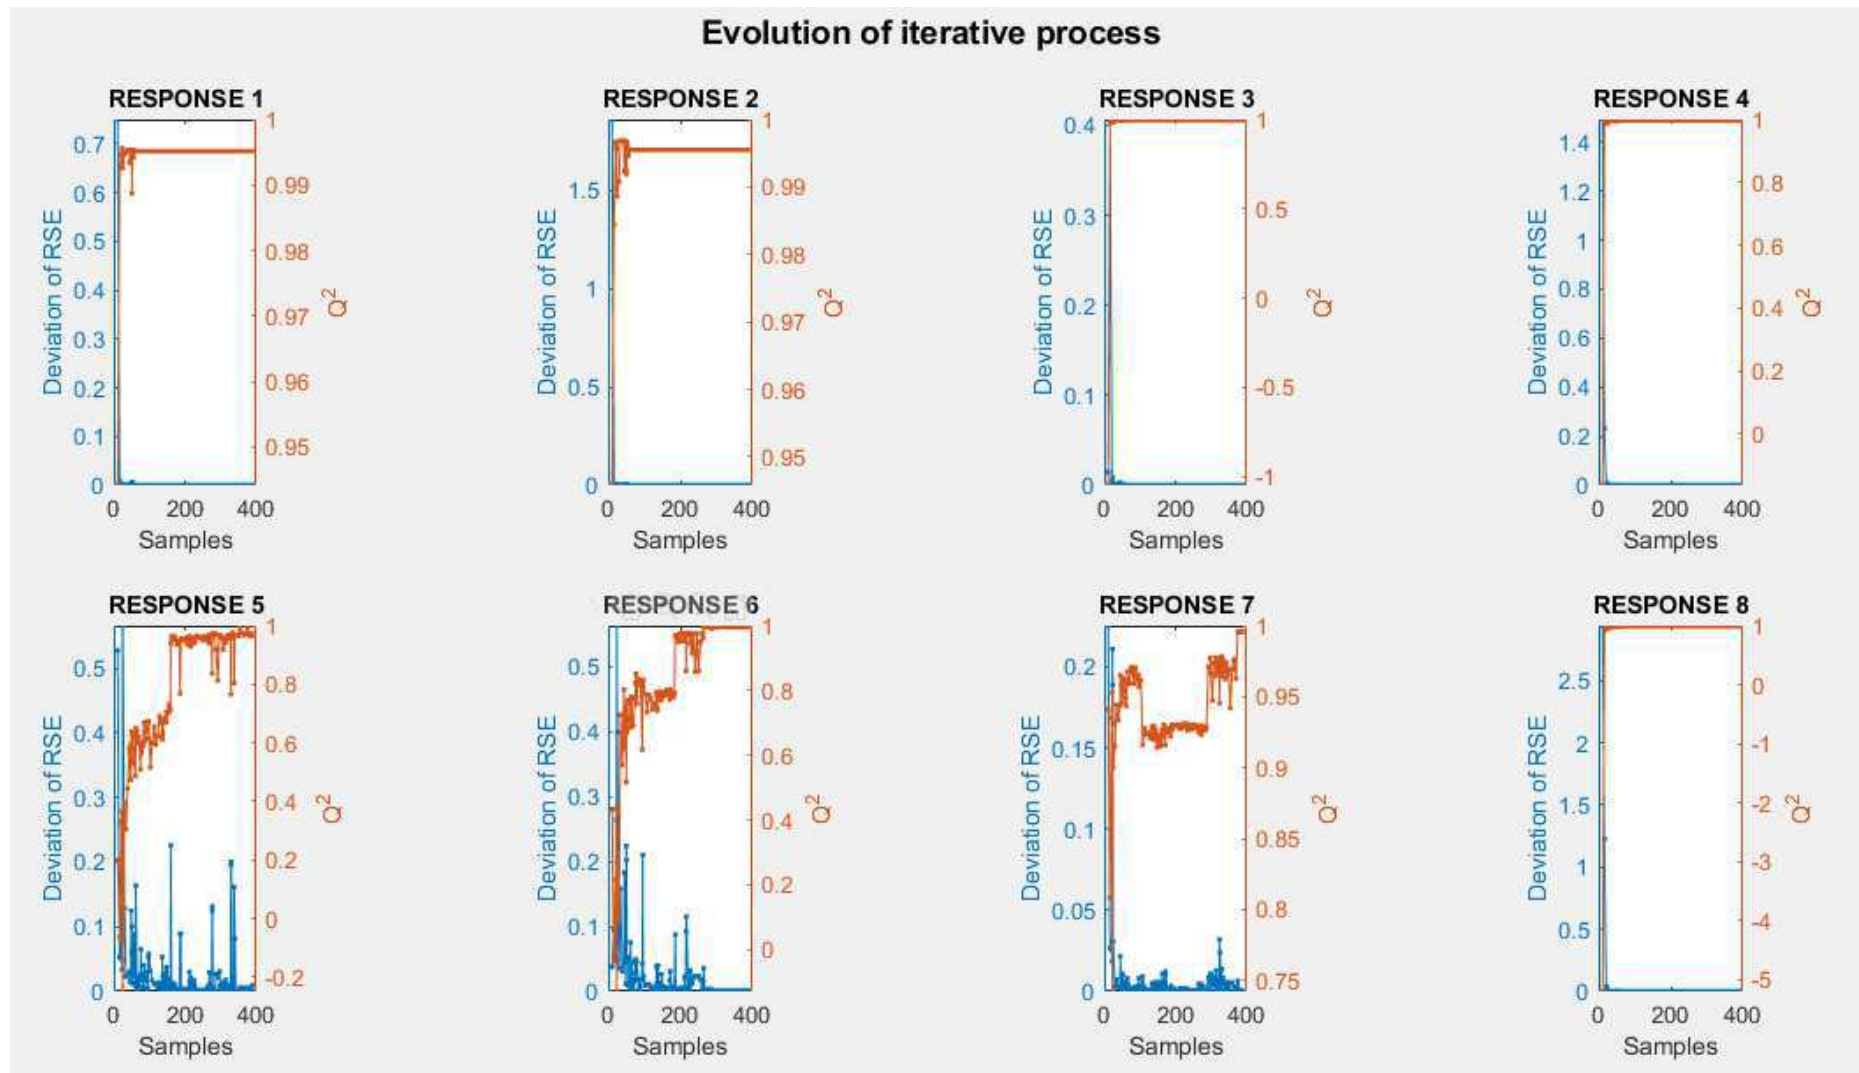 Evolution of iterative process
RESPONSE 1
0.7
0.6
0.5
0.4
0.3
0.2
0.1
0
Deviation of RSE
1
0.99
0.98
0.97
0.96
0.95
Q²
0 200 400
Samples
RESPONSE 2
1.5
1
0.5
0
Deviation of RSE
1
0.99
0.98
0.97
0.96
0.95
Q²
0 200 400
Samples
RESPONSE 3
0.4
0.3
0.2
0.1
0
Deviation of RSE
1
0.5
0
-0.5
-1
Q²
0 200 400
Samples
RESPONSE 4
1.4
1.2
1
0.8
0.6
0.4
0.2
0
Deviation of RSE
1
0.8
0.6
0.4
0.2
0
Q²
0 200 400
Samples
RESPONSE 5
0.5
0.4
0.3
0.2
0.1
0
Deviation of RSE
1
0.8
0.6
0.4
0.2
0
-0.2
Q²
0 200 400
Samples
RESPONSE 6
0.5
0.4
0.3
0.2
0.1
0
Deviation of RSE
1
0.8
0.6
0.4
0.2
0
Q²
0 200 400
Samples
RESPONSE 7
0.2
0.15
0.1
0.05
0
Deviation of RSE
1
0.95
0.9
0.85
0.8
0.75
Q²
0 200 400
Samples
RESPONSE 8
2.5
2
1.5
1
0.5
0
Deviation of RSE
1
0
-1
-2
-3
-4
-5
Q²
0 200 400
Samples